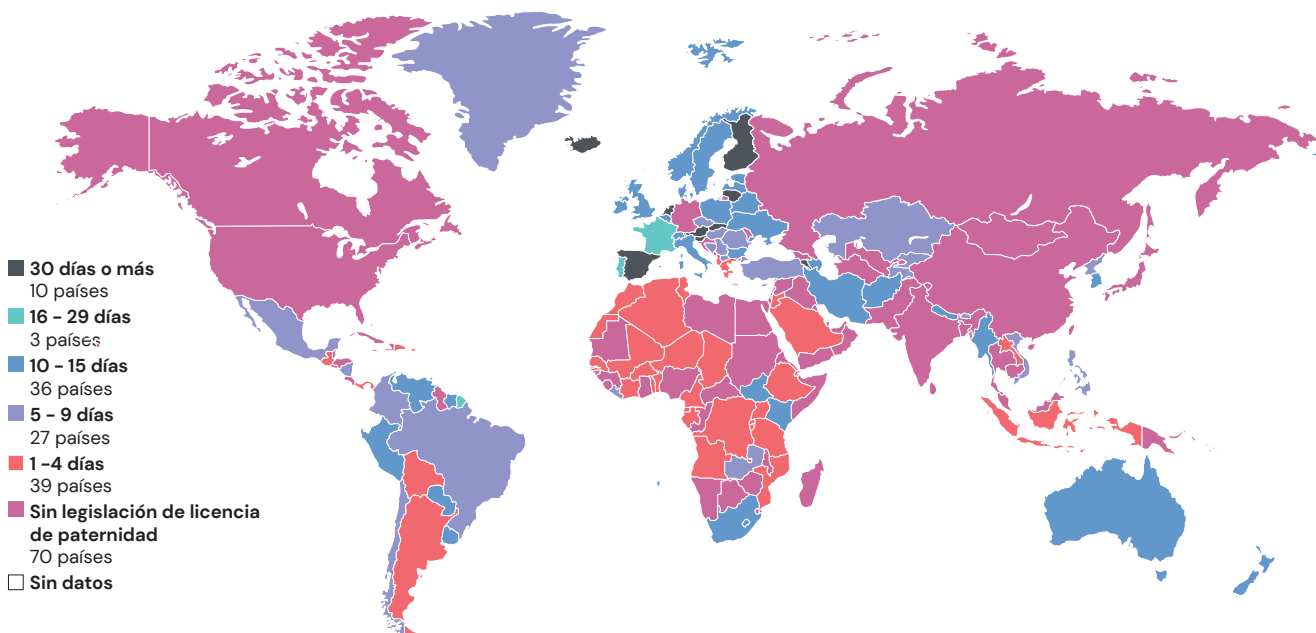 30 días o más
10 países
16 - 29 días
3 países
10 - 15 días
36 países
5 - 9 días
27 países
1 -4 días
39 países
Sin legislación de licencia
de paternidad
70 países
Sin datos